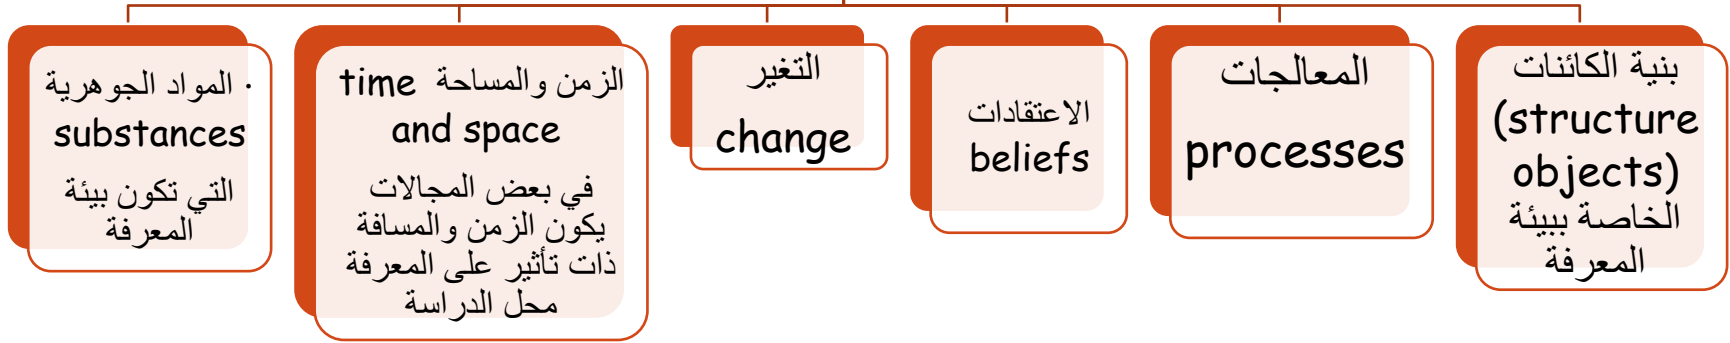 بنية الكائنات
(structure
objects)
الخاصة ببيئة
المعرفة
المعالجات
processes
الاعتقادات
beliefs
التغير
change
الزمن والمساحة time
and space
في بعض المجالات
يكون الزمن والمسافة
ذات تأثير على المعرفة
محل الدراسة
· المواد الجوهرية
substances
التي تكون بيئة
المعرفة